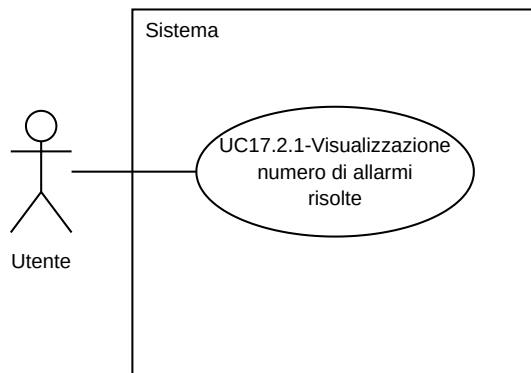 Sistema
UC17.2.1-Visualizzazione
numero di allarmi
risolte
Utente